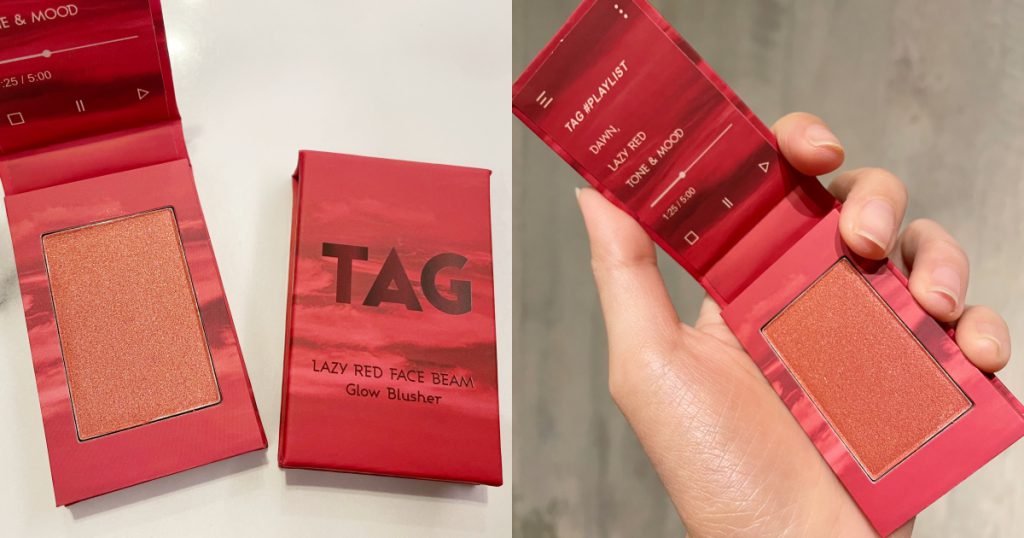 NE & MOOD
:25 / 5:00
TAG
LAZY RED FACE BEAM
Glow Blusher
TAG #PLAYLIST
DAWN,
LAZY RED
TONE & MOOD
1:25 / 5:00